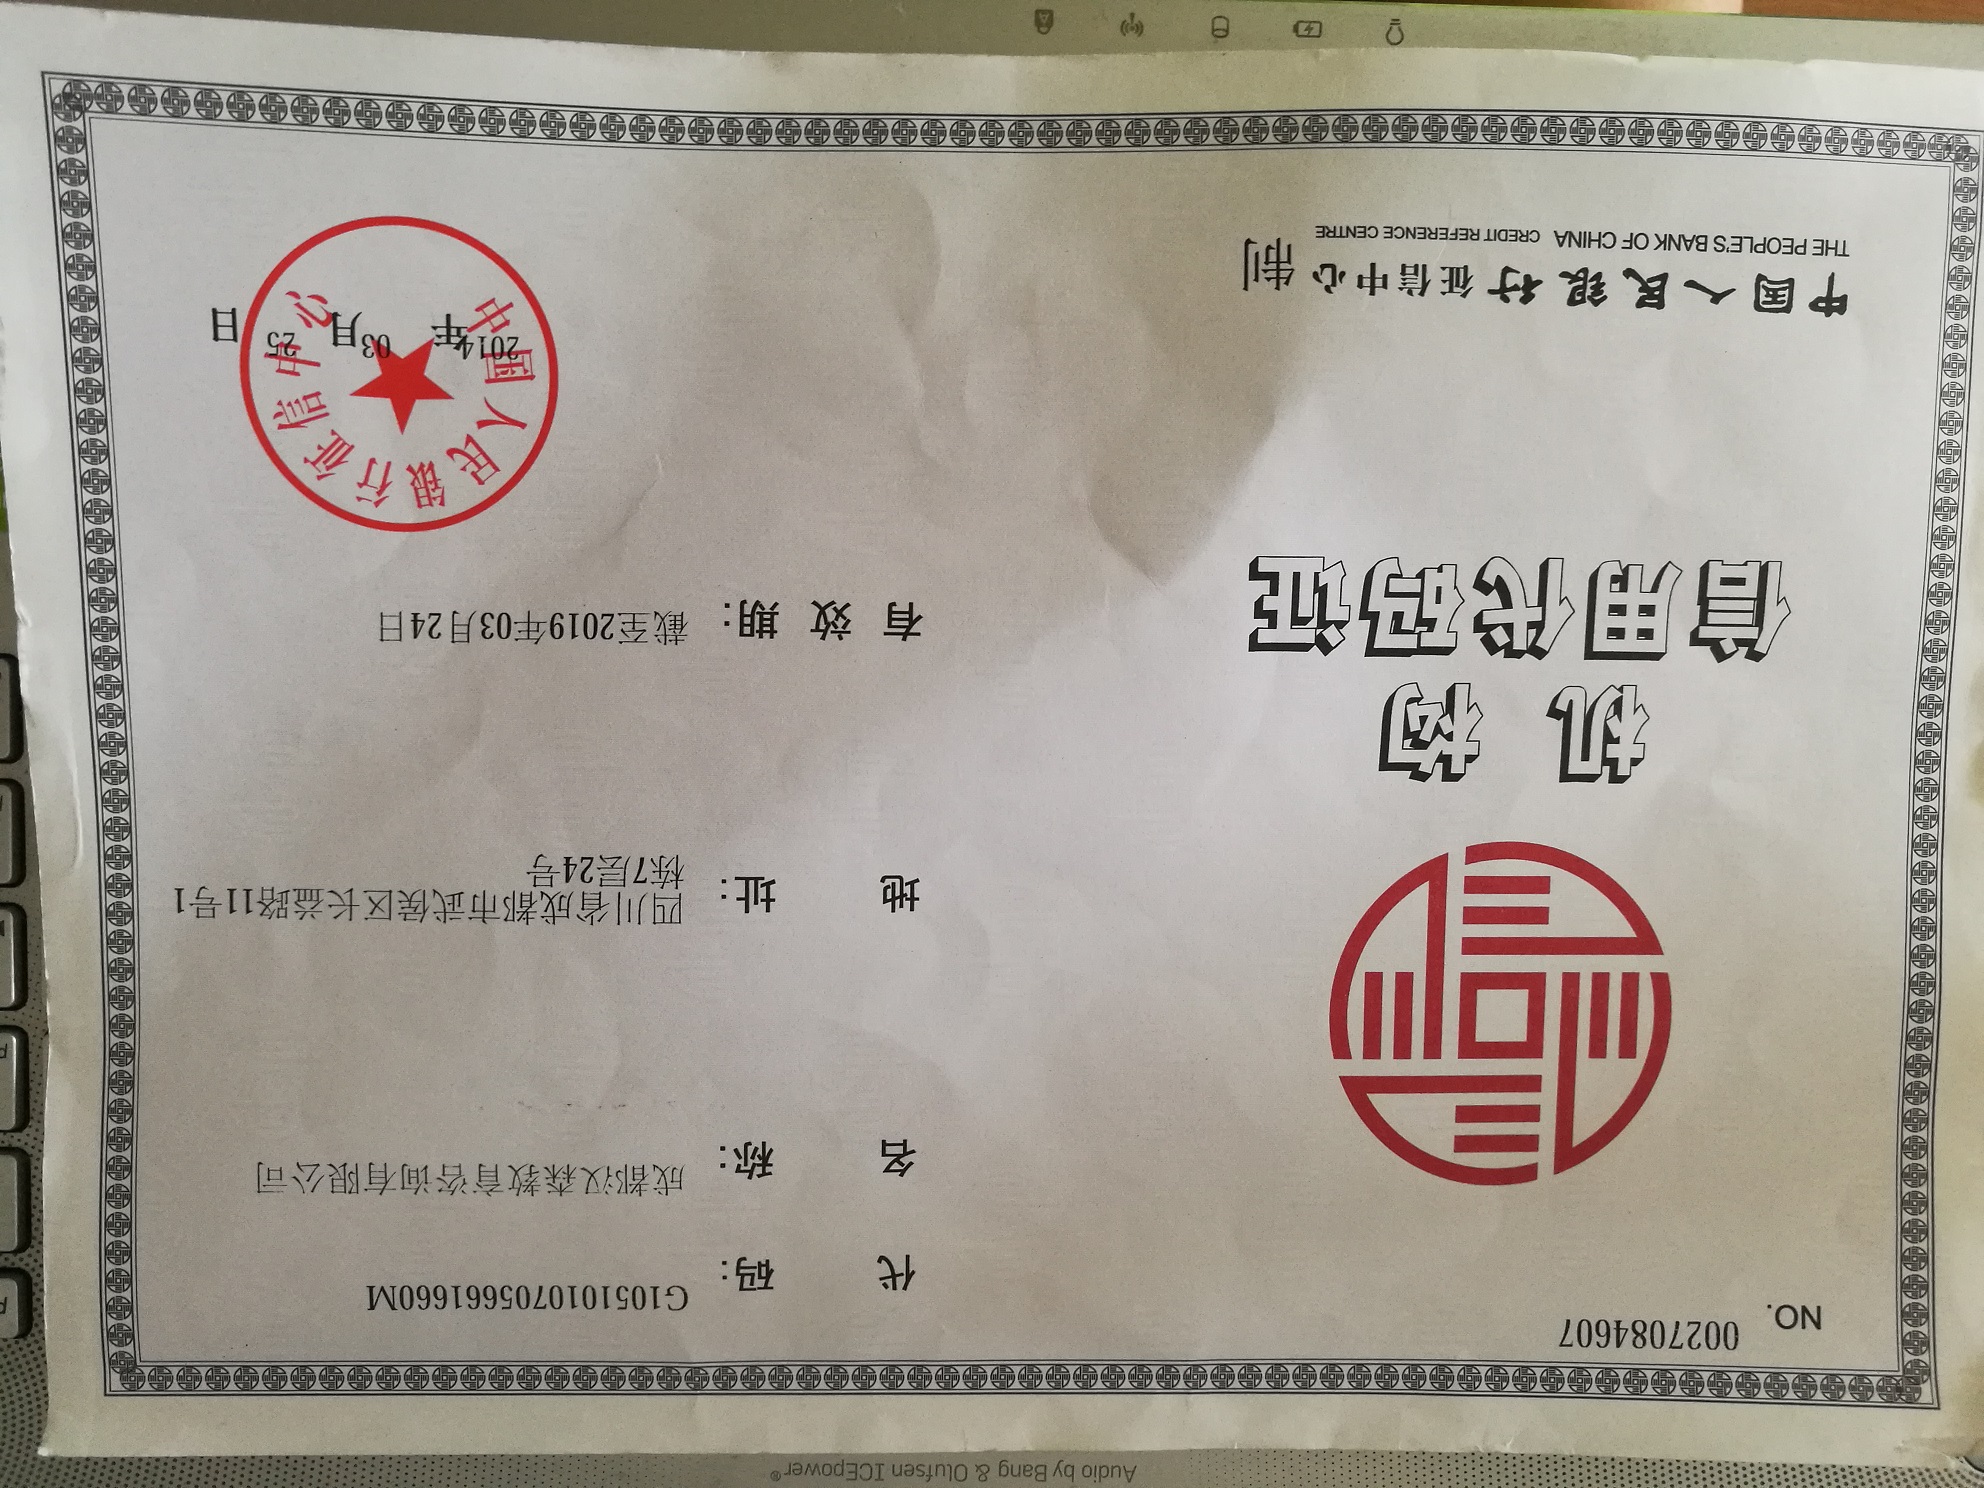 Audio by Bang & Olufsen ICEpower®
NO. 0027084607
机构
信用代码证
中国人民银行征信中心 制
THE PEOPLE'S BANK OF CHINA CREDIT REFERENCE CENTRE
代码: G1051010705661660M
名称: 成都汉森教育咨询有限公司
地址: 四川省成都市武侯区长益路11号1
栋7层24号
有效期: 截至2019年03月24日
中国人民银行征信中心
2014年03月25日